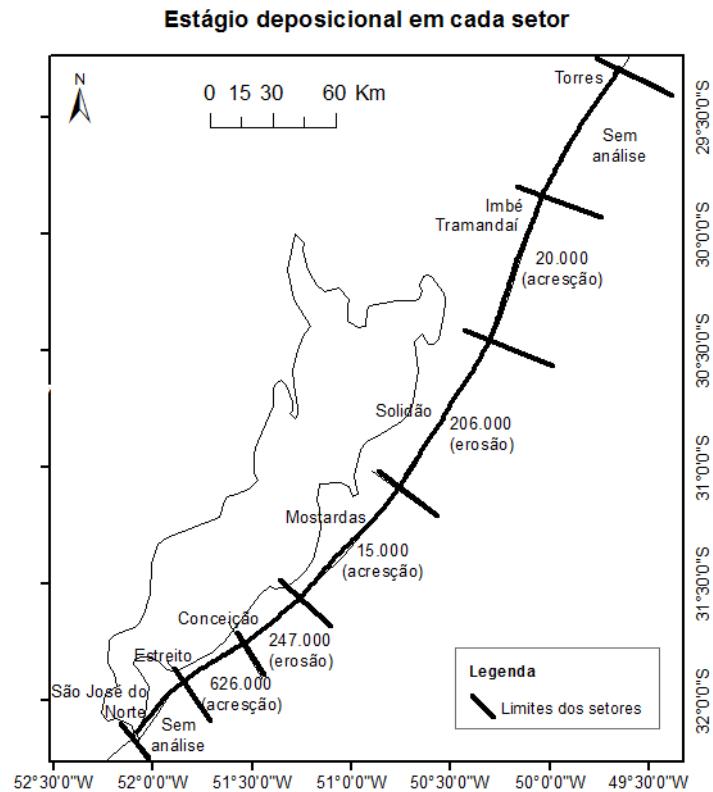 Estágio deposicional em cada setor
N
0 15 30 60 Km
Torres
Sem
análise
Imbé
Tramandaí
20.000
(acresção)
Solidão
206.000
(erosão)
Mostardas
15.000
(acresção)
Conceição
247.000
(erosão)
Estreito
626.000
(acresção)
São José do
Norte
Sem
análise
Legenda
Limites dos setores
29°30'0"S
30°0'0"S
30°30'0"S
31°0'0"S
31°30'0"S
32°0'0"S
52°30'0"W 52°0'0"W 51°30'0"W 51°0'0"W 50°30'0"W 50°0'0"W 49°30'0"W